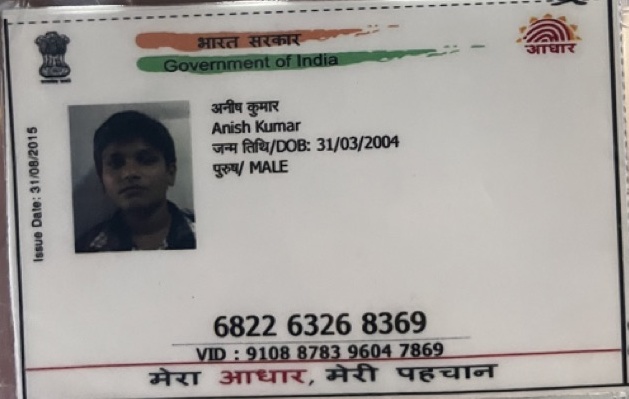 भारत सरकार
Government of India
आधार
Issue Date: 31/08/2015
अनीष कुमार
Anish Kumar
जन्म तिथि/DOB: 31/03/2004
पुरुष/ MALE
6822 6326 8369
VID : 9108 8783 9604 7869
मेरा आधार, मेरी पहचान